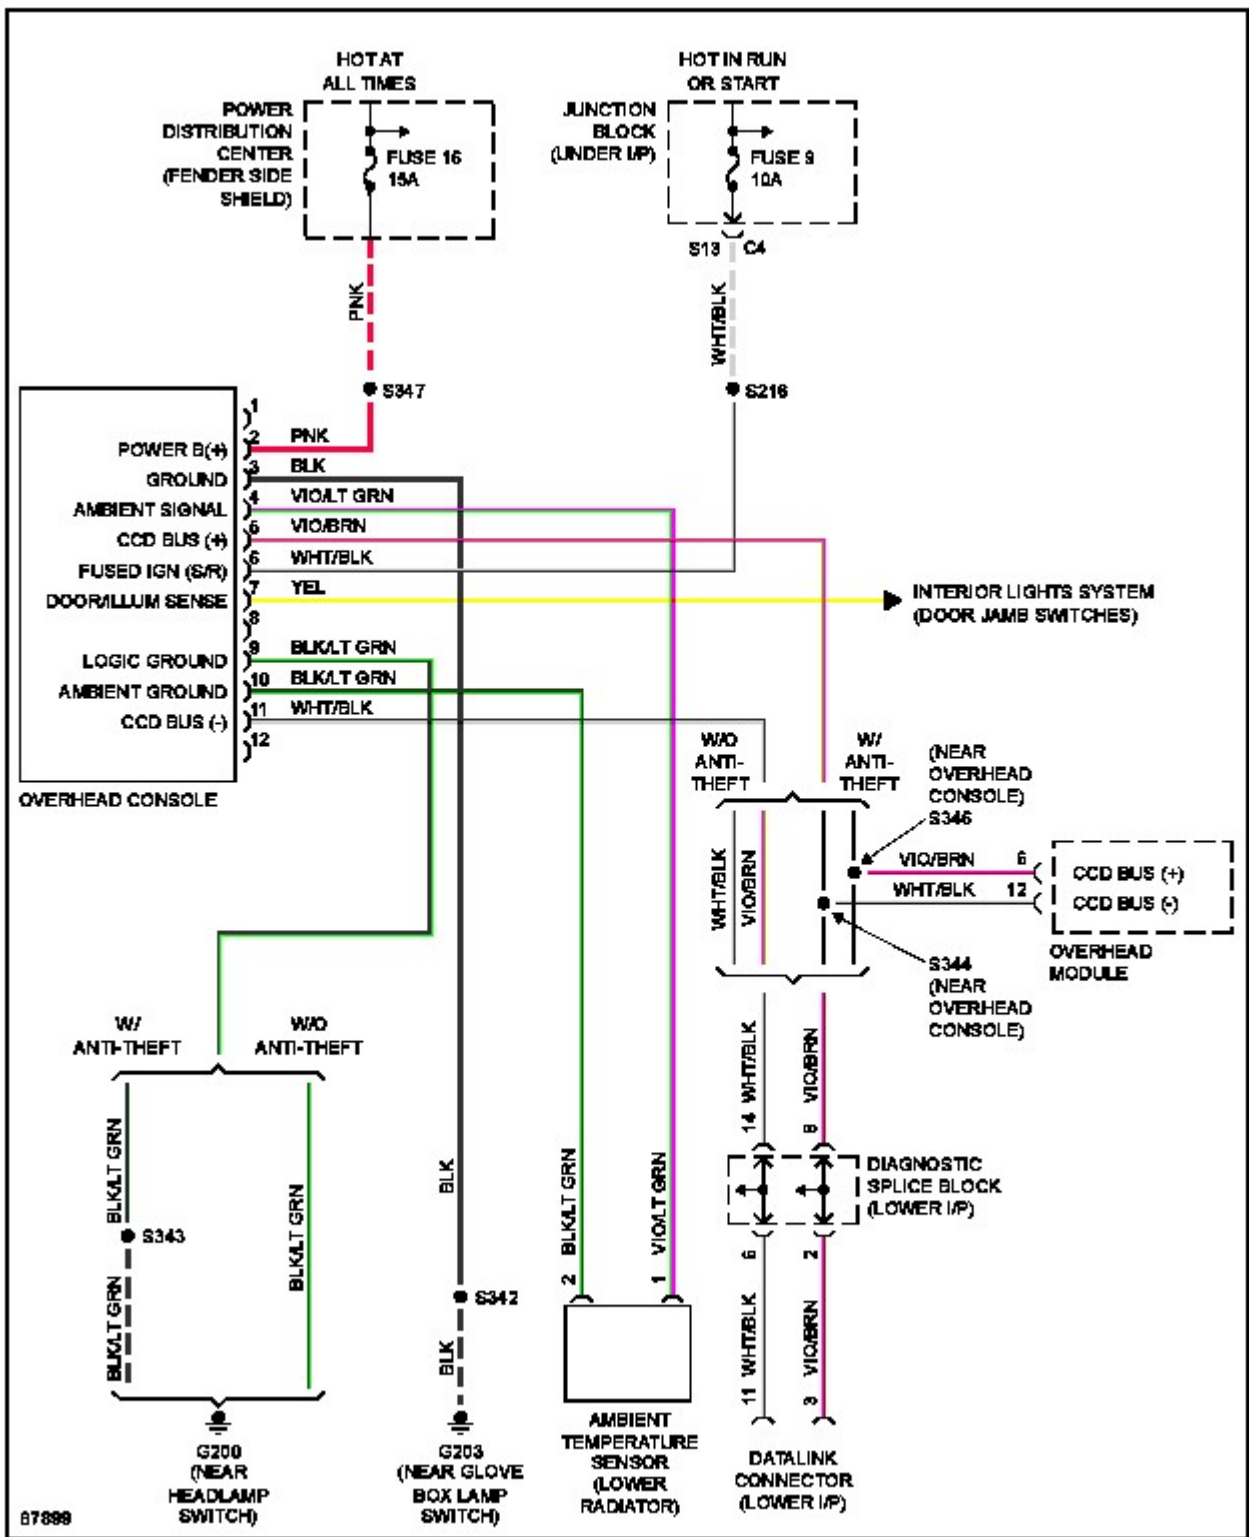 HOT AT
ALL TIMES
HOT IN RUN
OR START
POWER
DISTRIBUTION
CENTER
(FENDER SIDE
SHIELD)
FUSE 16
15A
JUNCTION
BLOCK
(UNDER I/P)
FUSE 9
10A
S13
C4
PNK
WHT/BLK
S347
S216
1
2
POWER B(+)
PNK
3
GROUND
BLK
4
AMBIENT SIGNAL
VIO/LT GRN
5
CCD BUS (+)
VIO/BRN
6
FUSED IGN (S/R)
WHT/BLK
7
DOOR/ILLUM SENSE
YEL
INTERIOR LIGHTS SYSTEM
(DOOR JAMB SWITCHES)
8
9
LOGIC GROUND
BLK/LT GRN
10
AMBIENT GROUND
BLK/LT GRN
11
CCD BUS (-)
WHT/BLK
12
OVERHEAD CONSOLE
W/O
ANTI-
THEFT
W/
ANTI-
THEFT
(NEAR
OVERHEAD
CONSOLE)
S346
WHT/BLK
VIO/BRN
VIO/BRN
6
CCD BUS (+)
WHT/BLK
12
CCD BUS (-)
OVERHEAD
MODULE
S344
(NEAR
OVERHEAD
CONSOLE)
W/
ANTI-THEFT
W/O
ANTI-THEFT
14 WHT/BLK
8 VIO/BRN
BLK/LT GRN
S343
BLK/LT GRN
BLK/LT GRN
BLK
S342
BLK
2 BLK/LT GRN
1 VIO/LT GRN
DIAGNOSTIC
SPLICE BLOCK
(LOWER I/P)
6
2
11 WHT/BLK
3 VIO/BRN
G200
(NEAR
HEADLAMP
SWITCH)
G203
(NEAR GLOVE
BOX LAMP
SWITCH)
AMBIENT
TEMPERATURE
SENSOR
(LOWER
RADIATOR)
DATALINK
CONNECTOR
(LOWER I/P)
67899